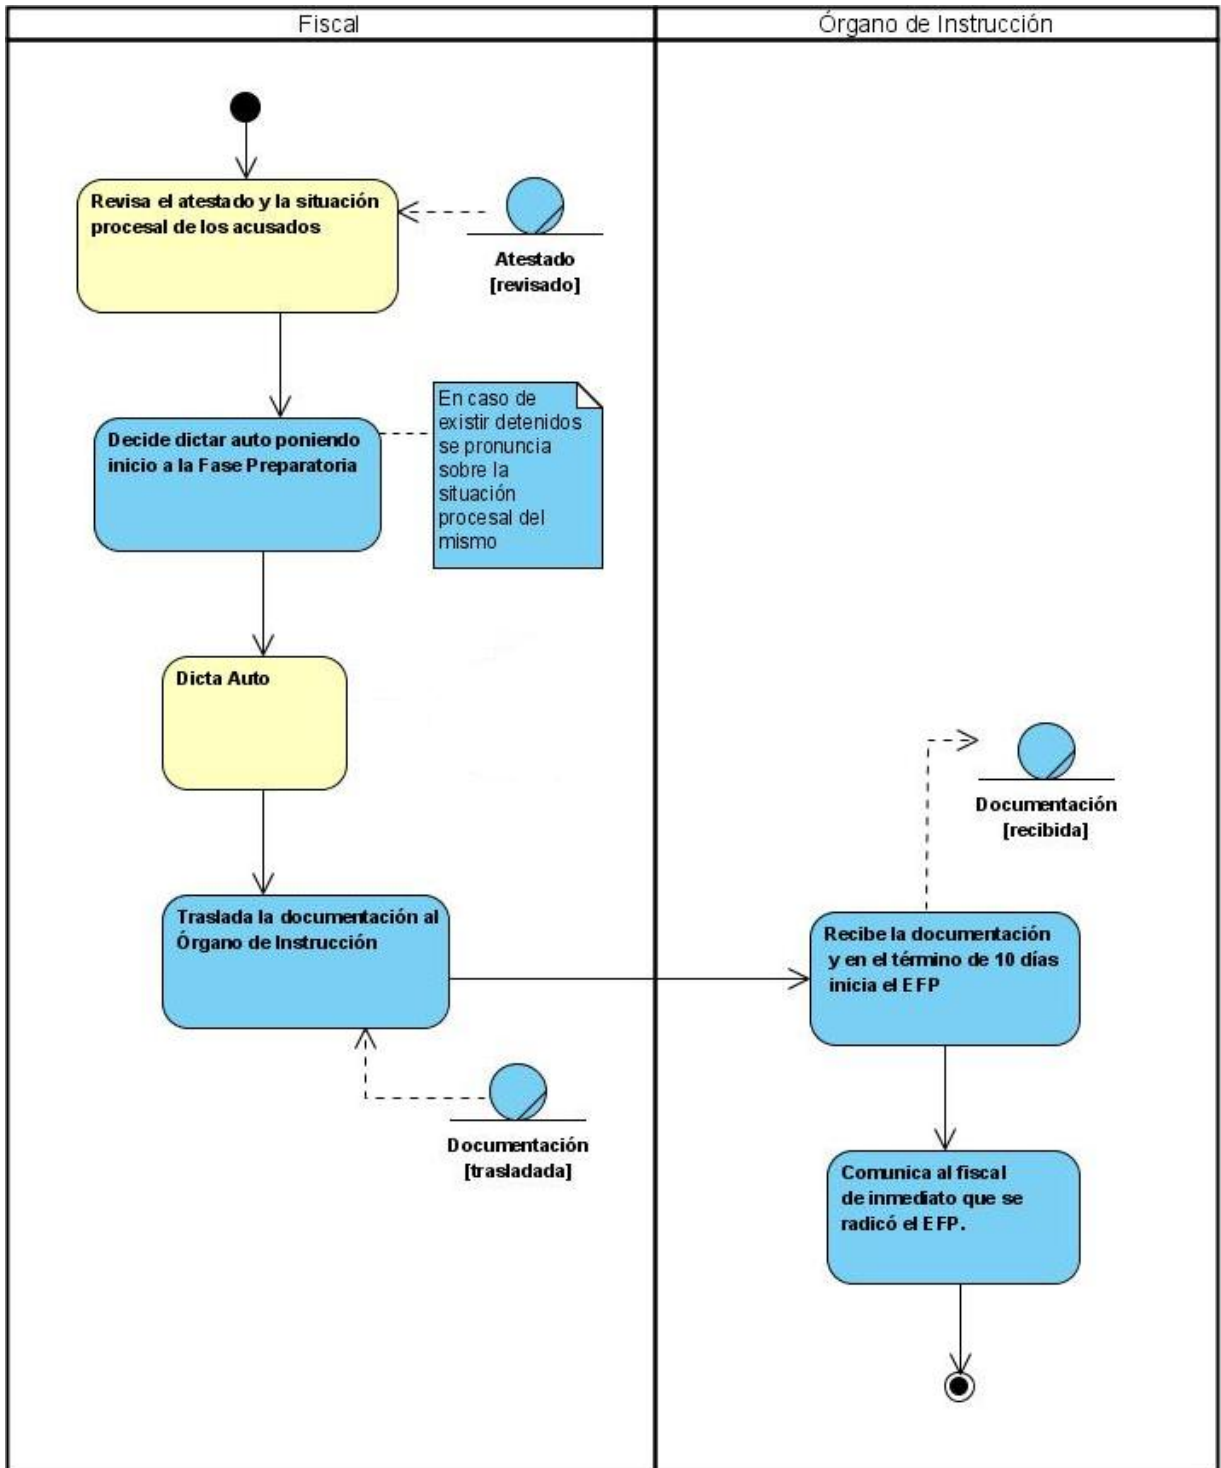 Fiscal
Órgano de Instrucción
Revisa el atestado y la situación
procesal de los acusados
Atestado
[revisado]
Decide dictar auto poniendo
inicio a la Fase Preparatoria
En caso de
existir detenidos
se pronuncia
sobre la
situación
procesal del
mismo
Dicta Auto
Traslada la documentación al
Órgano de Instrucción
Documentación
[trasladada]
Documentación
[recibida]
Recibe la documentación
y en el término de 10 días
inicia el EFP
Comunica al fiscal
de inmediato que se
radicó el EFP.